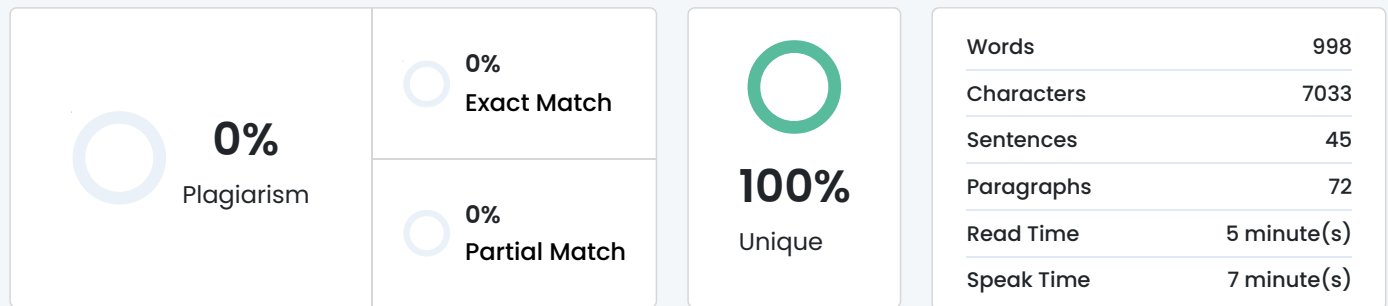 0%
Plagiarism
0%
Exact Match
0%
Partial Match
100%
Unique
Words 998
Characters 7033
Sentences 45
Paragraphs 72
Read Time 5 minute(s)
Speak Time 7 minute(s)